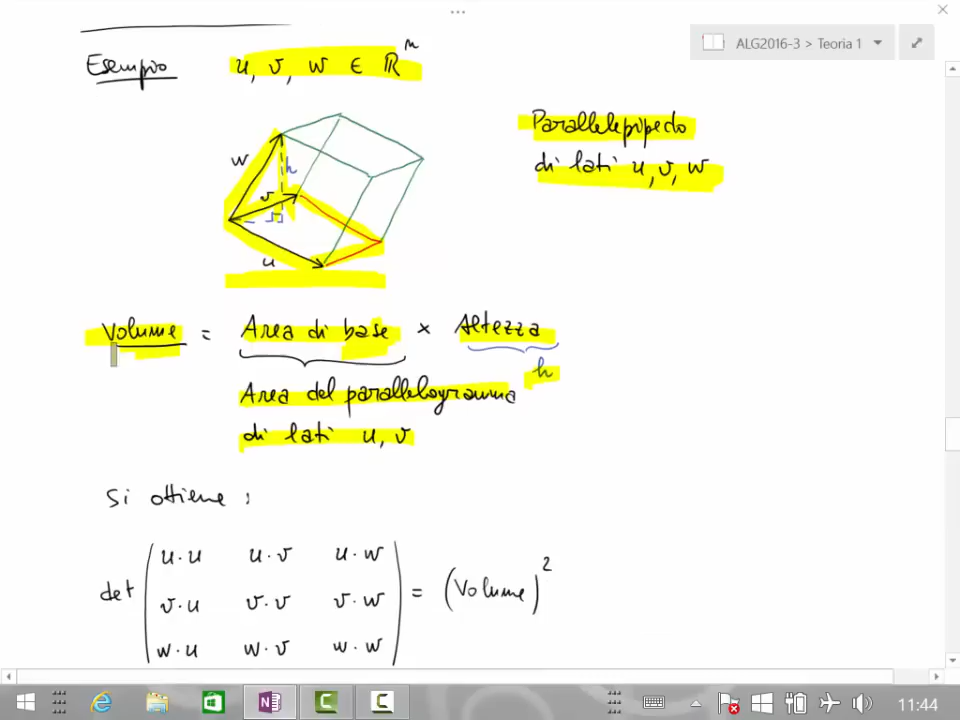 ALG2016-3 > Teoria 1
Esempio u, v, w ∈ ℝⁿ
Parallelepipedo
di lati u, v, w
w
h
v
u
Volume = Area di base × Altezza
h
Area del parallelogramma
di lati u, v
Si ottiene :
det ( u·u u·v u·w
v·u v·v v·w
w·u w·v w·w ) = (Volume)²
11:44